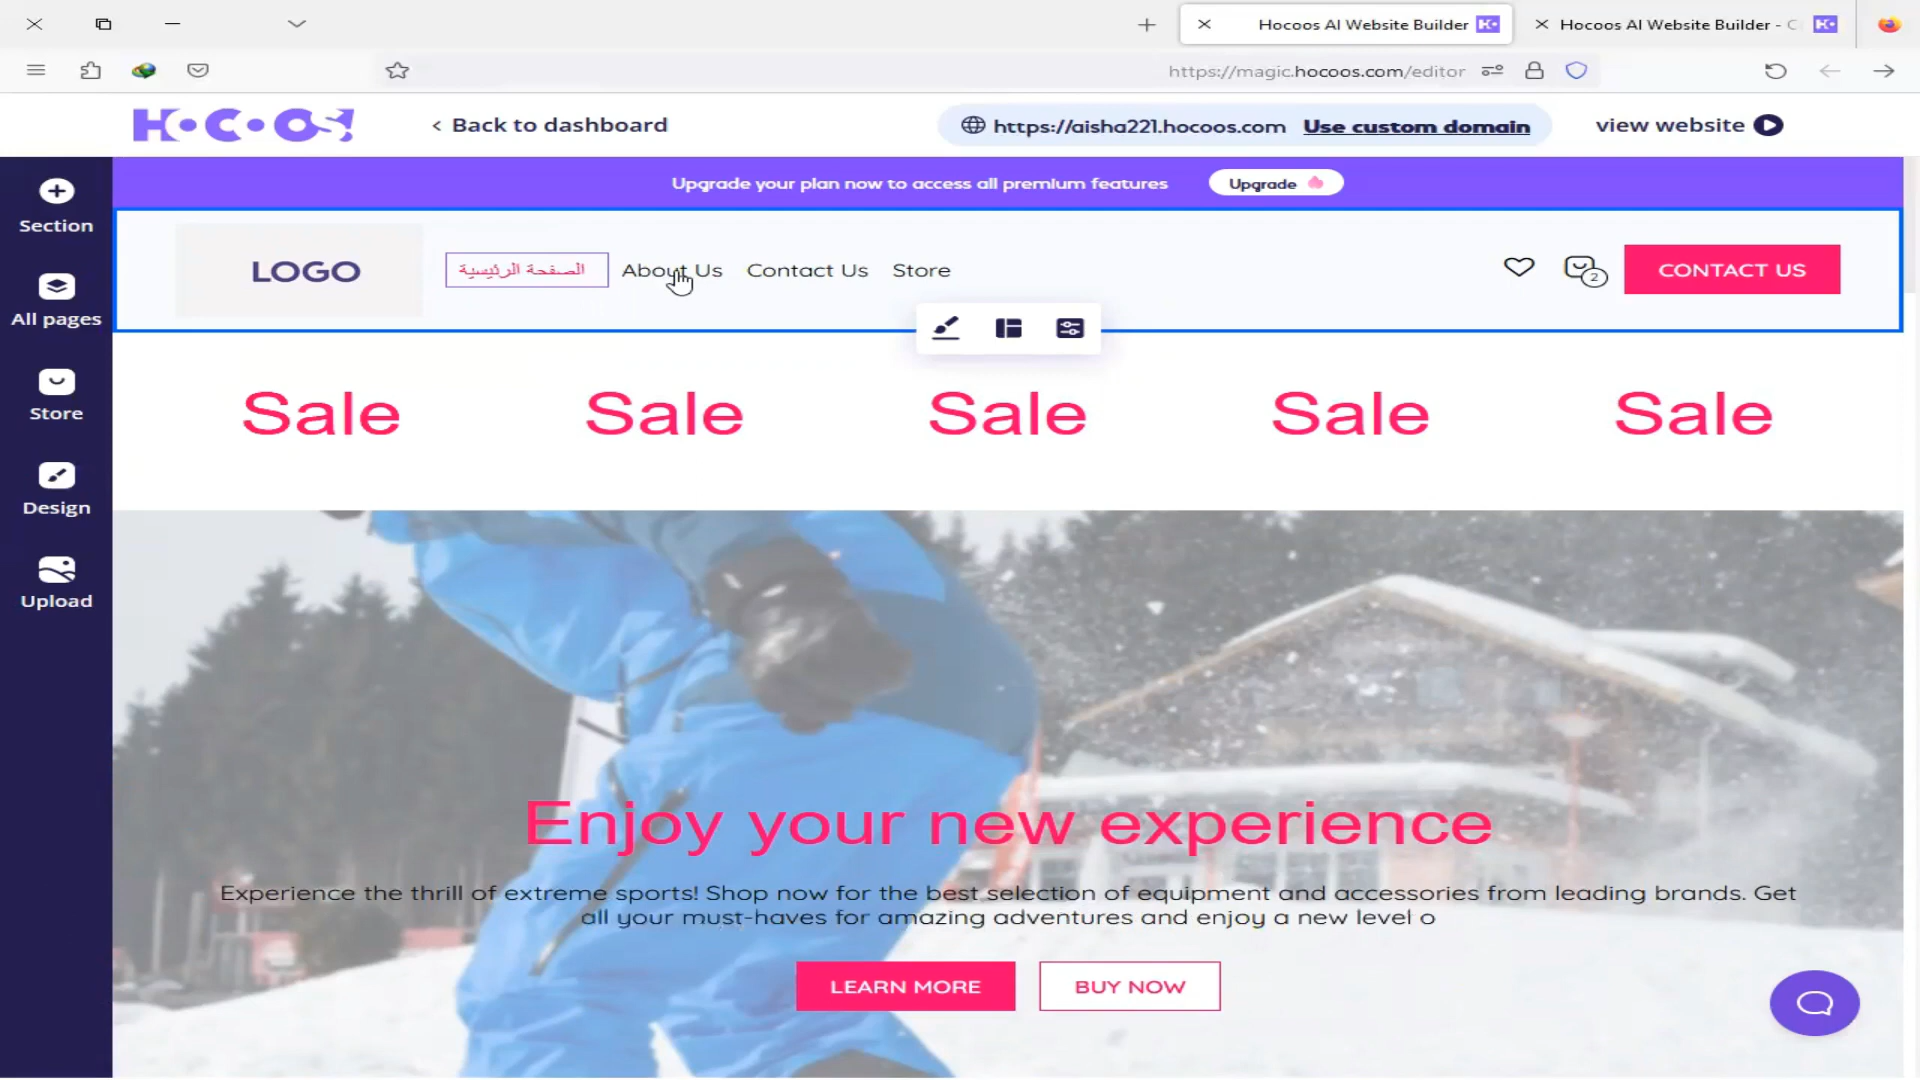 Hocoos AI Website Builder
Hocoos AI Website Builder - C
https://magic.hocoos.com/editor
HOCOOS!
< Back to dashboard
https://aisha221.hocoos.com Use custom domain
view website
Upgrade your plan now to access all premium features
Upgrade
Section
All pages
Store
Design
Upload
LOGO
الصفحة الرئيسية
About Us
Contact Us
Store
2
CONTACT US
Sale Sale Sale Sale Sale
Enjoy your new experience
Experience the thrill of extreme sports! Shop now for the best selection of equipment and accessories from leading brands. Get
all your must-haves for amazing adventures and enjoy a new level o
LEARN MORE
BUY NOW